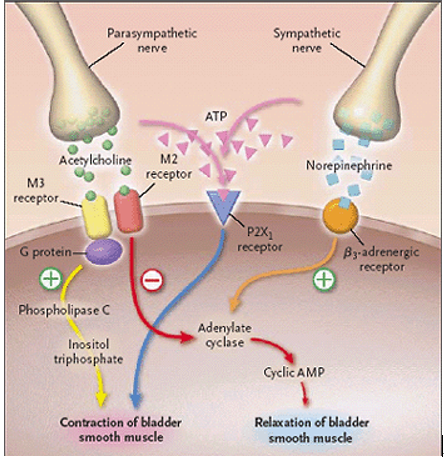 Parasympathetic
nerve
Sympathetic
nerve
ATP
Acetylcholine
Norepinephrine
M3
receptor
M2
receptor
P2X1
receptor
β3-adrenergic
receptor
G protein
Phospholipase C
Inositol
triphosphate
Adenylate
cyclase
Cyclic AMP
Contraction of bladder
smooth muscle
Relaxation of bladder
smooth muscle